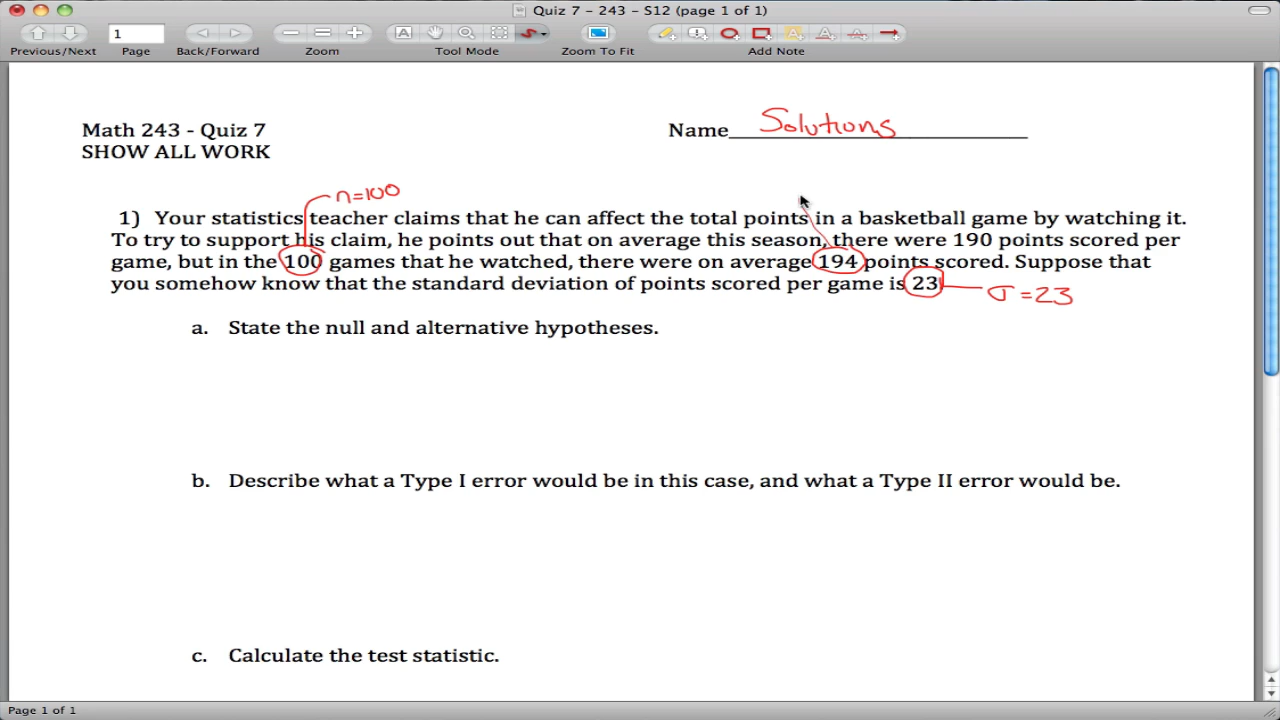 Quiz 7 - 243 - S12 (page 1 of 1)
1
Previous/Next Page Back/Forward Zoom Tool Mode Zoom To Fit Add Note
Math 243 - Quiz 7
Name Solutions
SHOW ALL WORK
n=100
1) Your statistics teacher claims that he can affect the total points in a basketball game by watching it.
To try to support his claim, he points out that on average this season, there were 190 points scored per
game, but in the 100 games that he watched, there were on average 194 points scored. Suppose that
you somehow know that the standard deviation of points scored per game is 23
σ=23
a. State the null and alternative hypotheses.
b. Describe what a Type I error would be in this case, and what a Type II error would be.
c. Calculate the test statistic.
Page 1 of 1